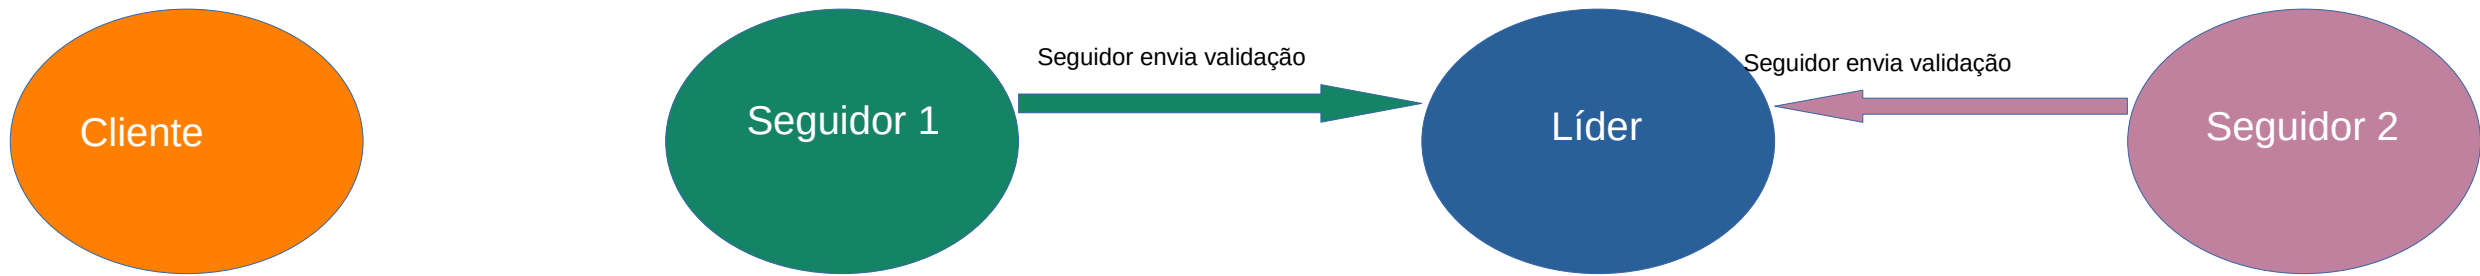 Cliente
Seguidor 1
Seguidor envia validação
Líder
Seguidor envia validação
Seguidor 2